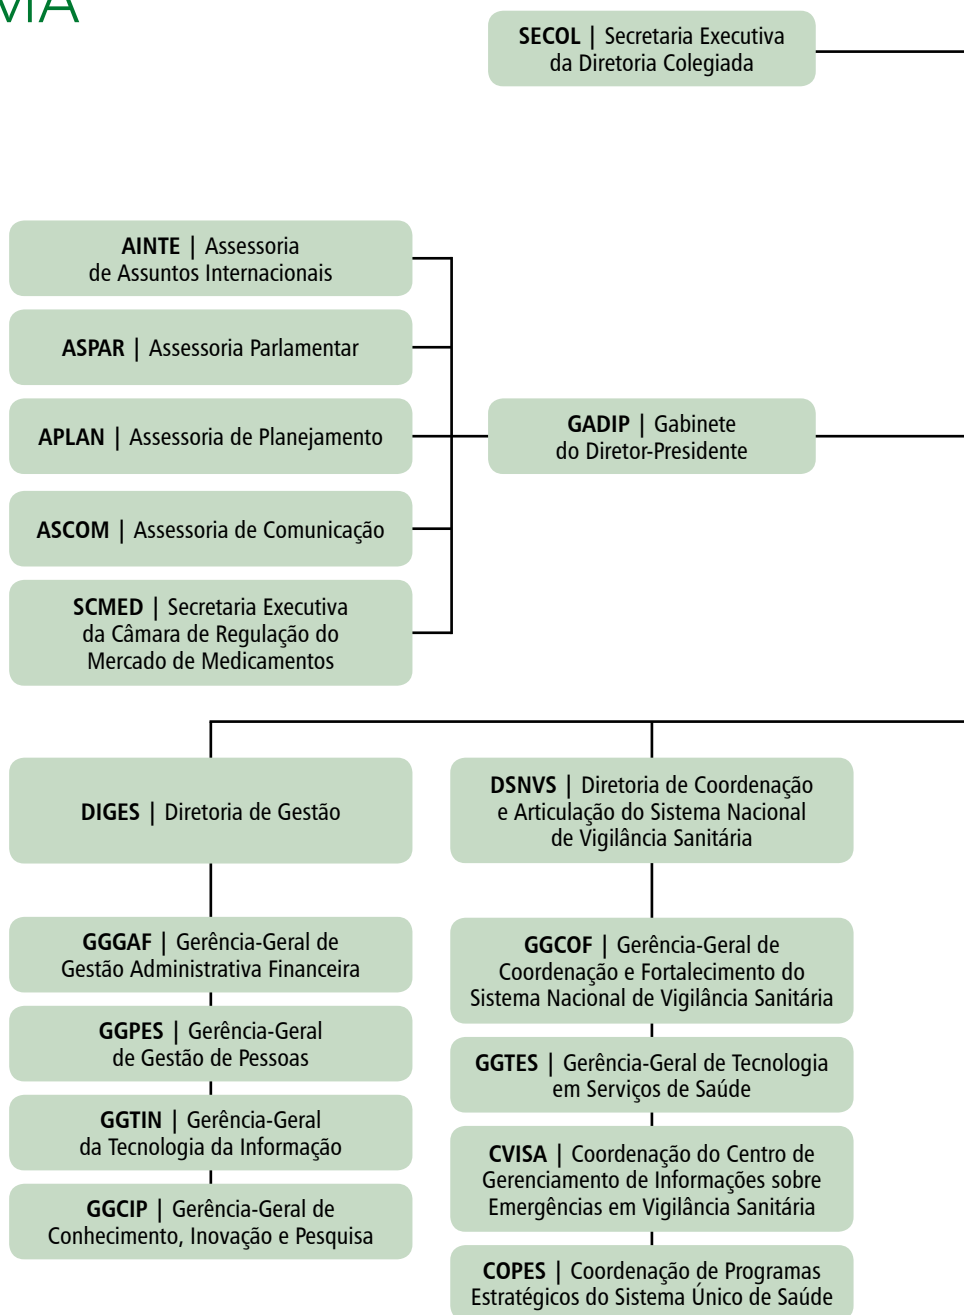 MA
SECOL | Secretaria Executiva
da Diretoria Colegiada
AINTE | Assessoria
de Assuntos Internacionais
ASPAR | Assessoria Parlamentar
APLAN | Assessoria de Planejamento
ASCOM | Assessoria de Comunicação
SCMED | Secretaria Executiva
da Câmara de Regulação do
Mercado de Medicamentos
GADIP | Gabinete
do Diretor-Presidente
DIGES | Diretoria de Gestão
GGGAF | Gerência-Geral de
Gestão Administrativa Financeira
GGPES | Gerência-Geral
de Gestão de Pessoas
GGTIN | Gerência-Geral
da Tecnologia da Informação
GGCIP | Gerência-Geral de
Conhecimento, Inovação e Pesquisa
DSNVS | Diretoria de Coordenação
e Articulação do Sistema Nacional
de Vigilância Sanitária
GGCOF | Gerência-Geral de
Coordenação e Fortalecimento do
Sistema Nacional de Vigilância Sanitária
GGTES | Gerência-Geral de Tecnologia
em Serviços de Saúde
CVISA | Coordenação do Centro de
Gerenciamento de Informações sobre
Emergências em Vigilância Sanitária
COPES | Coordenação de Programas
Estratégicos do Sistema Único de Saúde